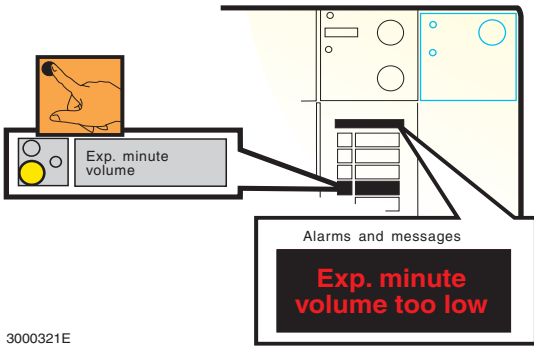 Exp. minute
volume
Alarms and messages
Exp. minute
volume too low
3000321E